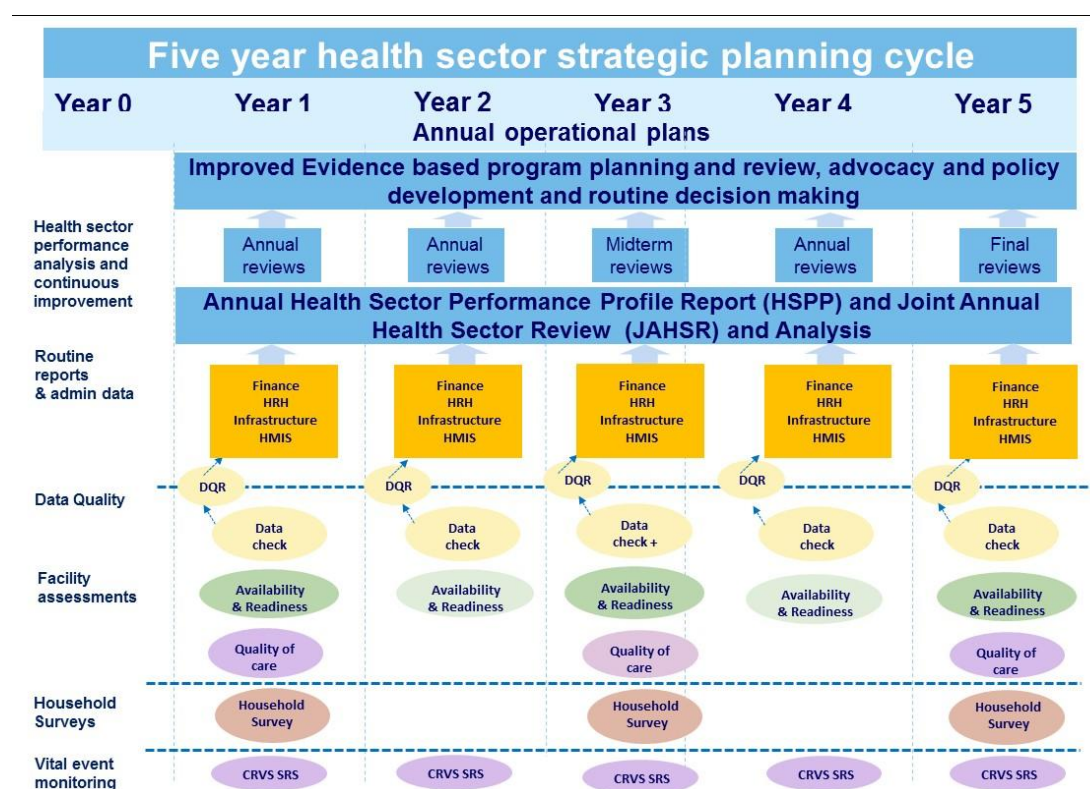 Five year health sector strategic planning cycle
Year 0 Year 1 Year 2 Year 3 Year 4 Year 5
Annual operational plans
Improved Evidence based program planning and review, advocacy and policy
development and routine decision making
Health sector
performance
analysis and
continuous
improvement
Annual
reviews
Annual
reviews
Midterm
reviews
Annual
reviews
Final
reviews
Annual Health Sector Performance Profile Report (HSPP) and Joint Annual
Health Sector Review (JAHSR) and Analysis
Routine
reports
& admin data
Finance
HRH
Infrastructure
HMIS
Finance
HRH
Infrastructure
HMIS
Finance
HRH
Infrastructure
HMIS
Finance
HRH
Infrastructure
HMIS
Finance
HRH
Infrastructure
HMIS
DQR
DQR
DQR
DQR
DQR
Data Quality
Data
check
Data
check
Data
check +
Data
check
Data
check
Facility
assessments
Availability
& Readiness
Availability
& Readiness
Availability
& Readiness
Availability
& Readiness
Availability
& Readiness
Quality of
care
Quality of
care
Quality of
care
Household
Surveys
Household
Survey
Household
Survey
Household
Survey
Vital event
monitoring
CRVS SRS
CRVS SRS
CRVS SRS
CRVS SRS
CRVS SRS